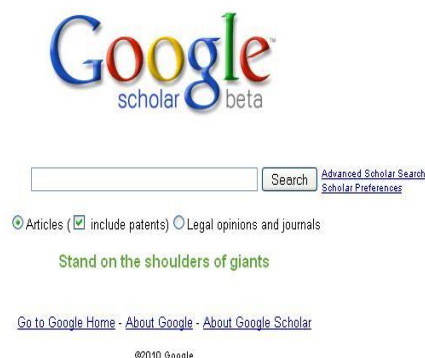 Google™
scholar beta
Search
Advanced Scholar Search
Scholar Preferences
Articles ( include patents) Legal opinions and journals
Stand on the shoulders of giants
Go to Google Home - About Google - About Google Scholar
©2010 Google